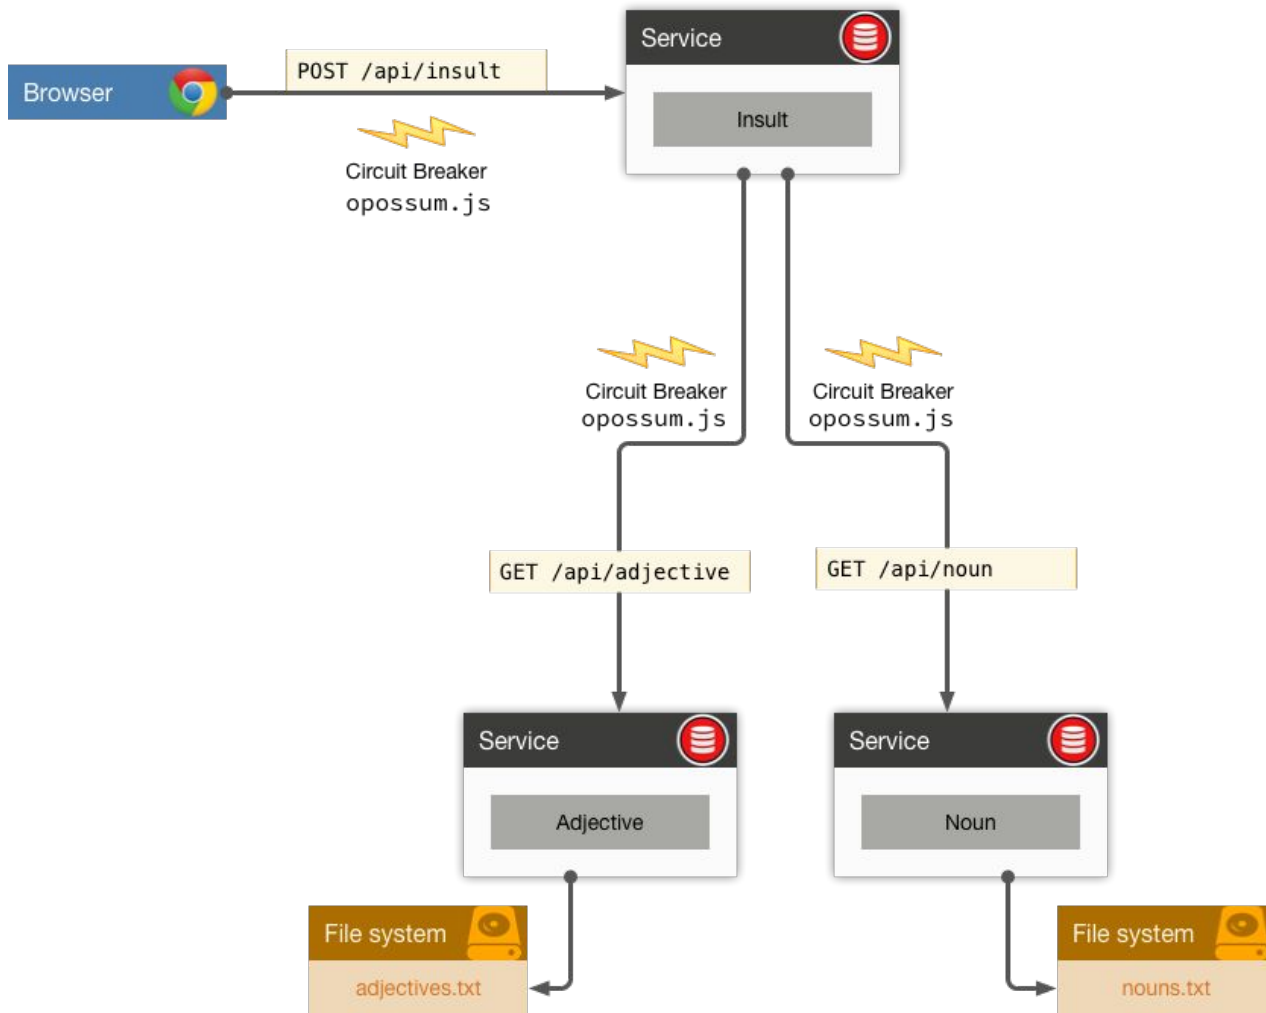 Service
POST /api/insult
Browser
Insult
Circuit Breaker
opossum.js
Circuit Breaker
opossum.js
Circuit Breaker
opossum.js
GET /api/adjective
GET /api/noun
Service
Adjective
Service
Noun
File system
adjectives.txt
File system
nouns.txt